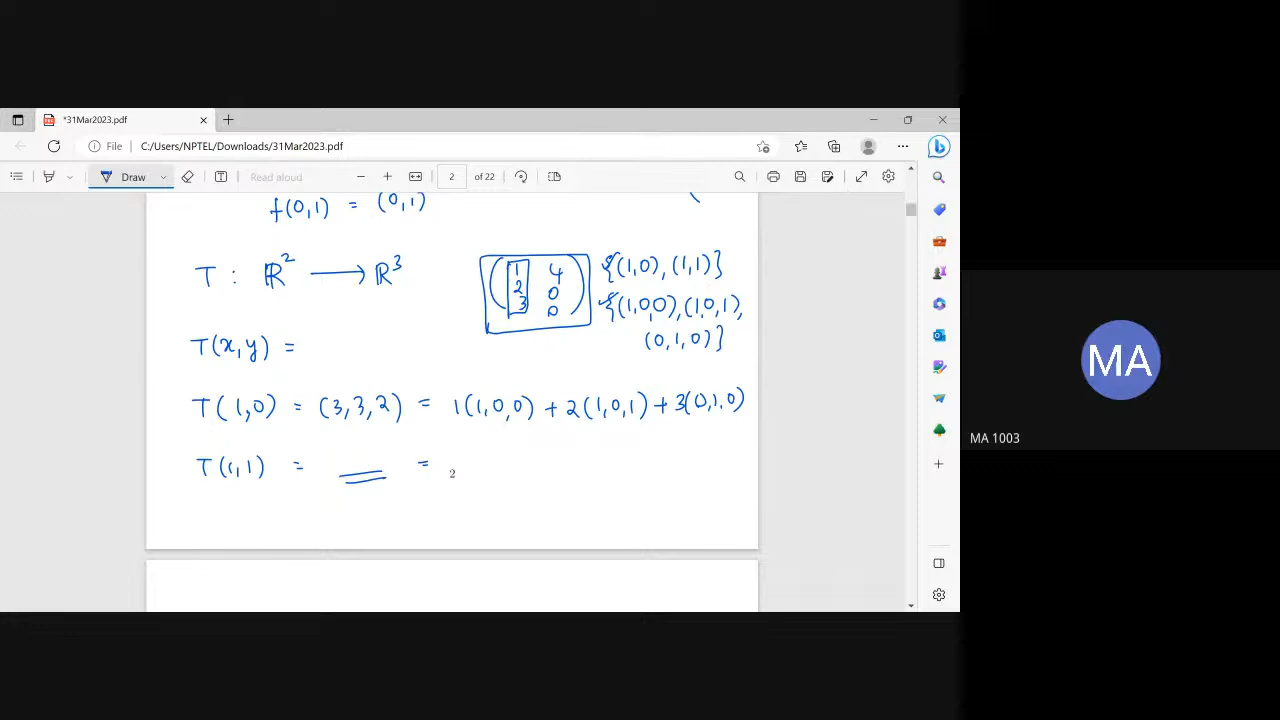 *31Mar2023.pdf
File C:/Users/NPTEL/Downloads/31Mar2023.pdf
Draw Read aloud 2 of 22
f(0,1) = (0,1)
T : ℝ² ⟶ ℝ³
( 1 4
2 0
3 0 )
{(1,0), (1,1)}
{(1,0,0), (1,0,1),
(0,1,0)}
T(x,y) =
T(1,0) = (3,3,2) = 1(1,0,0) + 2(1,0,1) + 3(0,1,0)
T(1,1) = =
2
MA
MA 1003